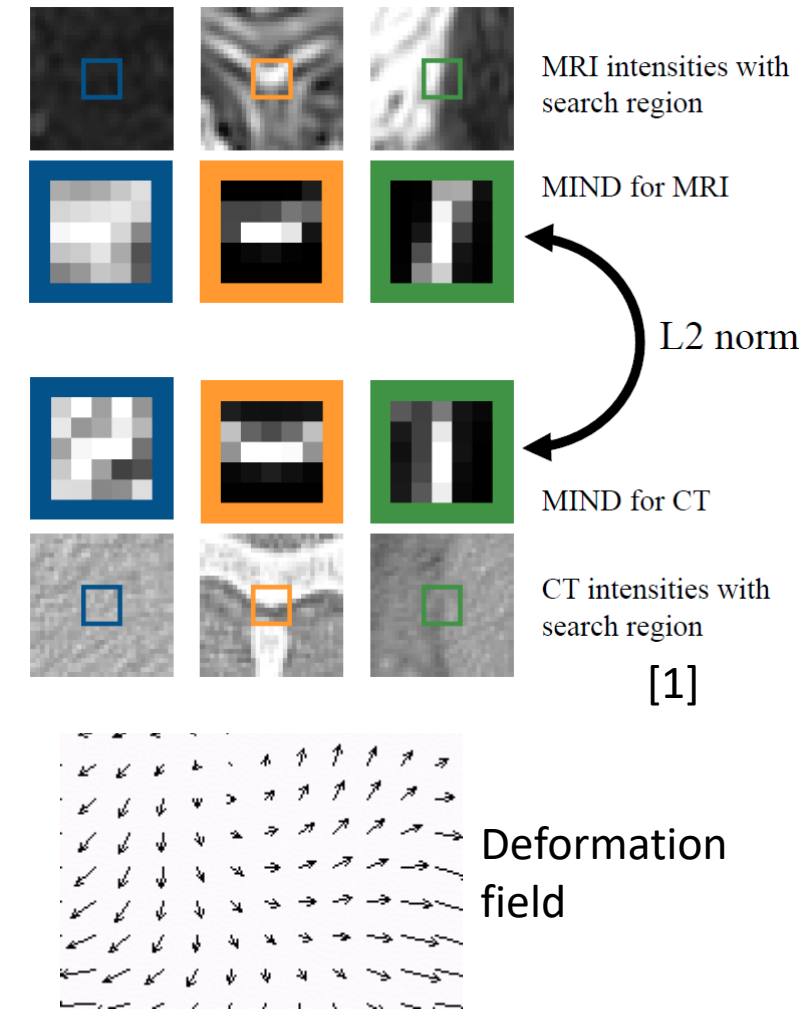 MRI intensities with
search region
MIND for MRI
L2 norm
MIND for CT
CT intensities with
search region
[1]
Deformation
field